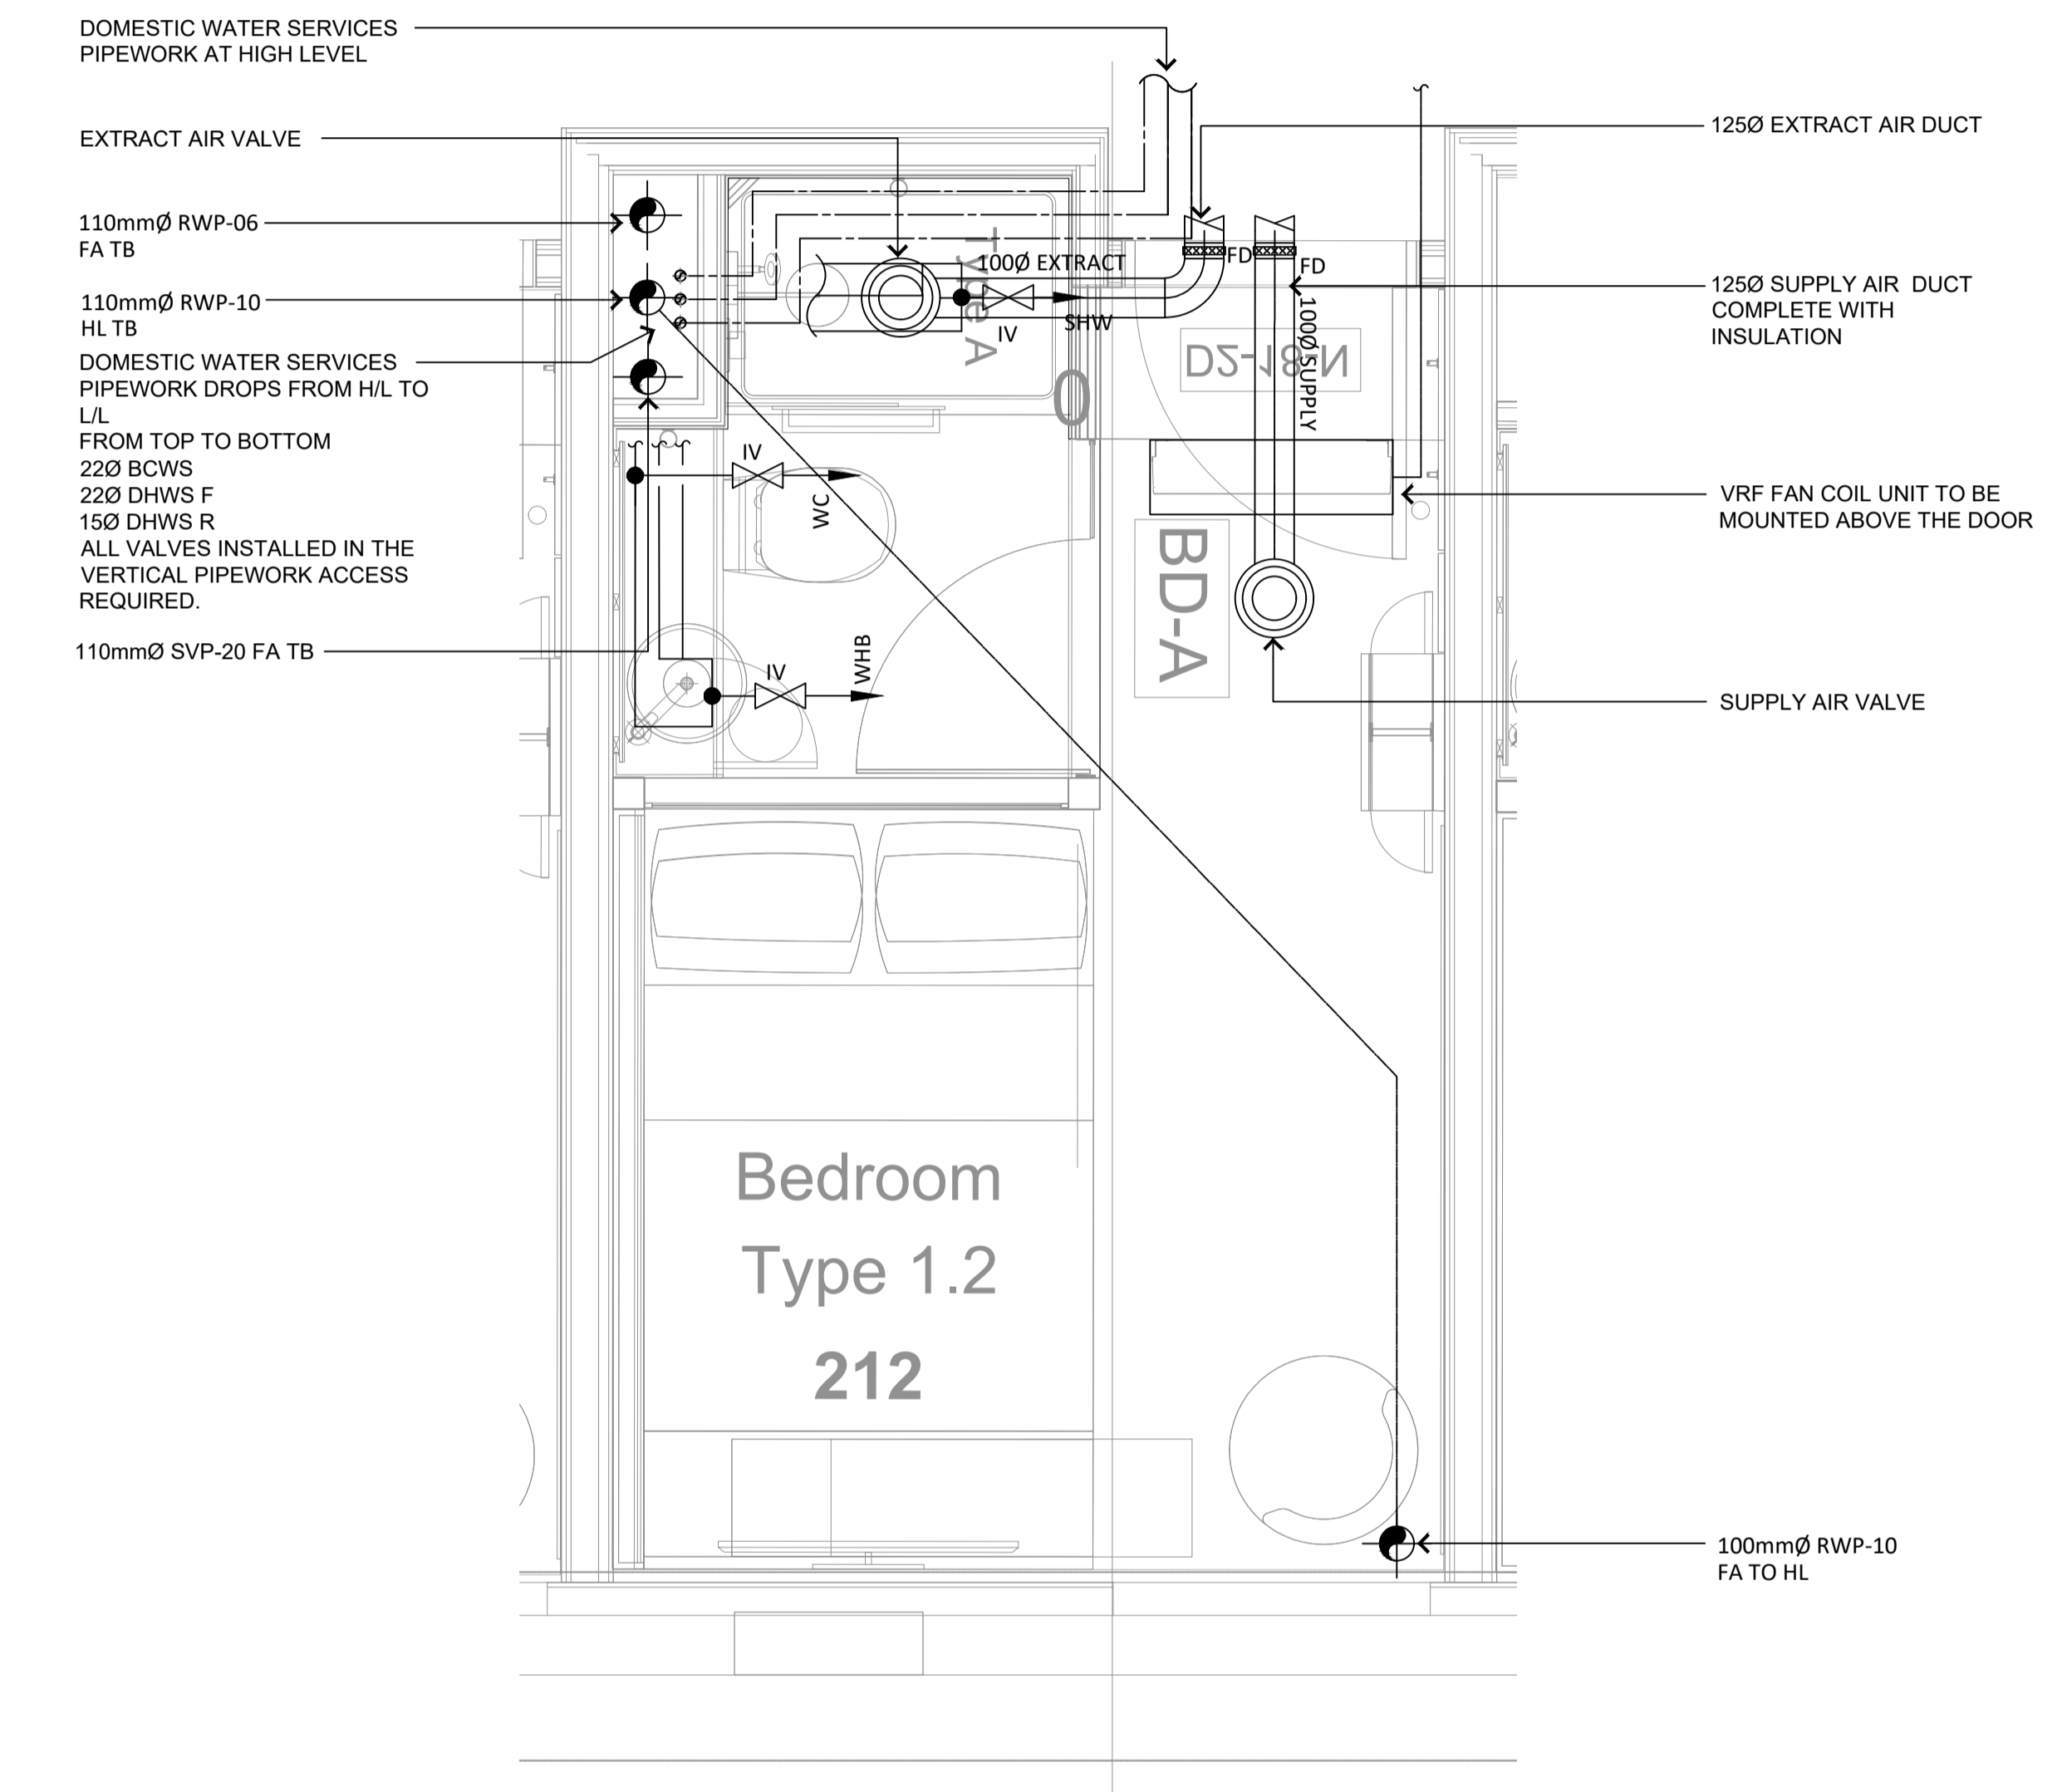 DOMESTIC WATER SERVICES
PIPEWORK AT HIGH LEVEL
EXTRACT AIR VALVE
110mmØ RWP-06
FA TB
110mmØ RWP-10
HL TB
DOMESTIC WATER SERVICES
PIPEWORK DROPS FROM H/L TO
L/L
FROM TOP TO BOTTOM
22Ø BCWS
22Ø DHWS F
15Ø DHWS R
ALL VALVES INSTALLED IN THE
VERTICAL PIPEWORK ACCESS
REQUIRED.
110mmØ SVP-20 FA TB
Type A
100Ø EXTRACT
IV
SHW
FD
FD
100Ø SUPPLY
D2-18-N
0
IV
WC
BD-A
IV
WHB
Bedroom
Type 1.2
212
125Ø EXTRACT AIR DUCT
125Ø SUPPLY AIR DUCT
COMPLETE WITH
INSULATION
VRF FAN COIL UNIT TO BE
MOUNTED ABOVE THE DOOR
SUPPLY AIR VALVE
100mmØ RWP-10
FA TO HL